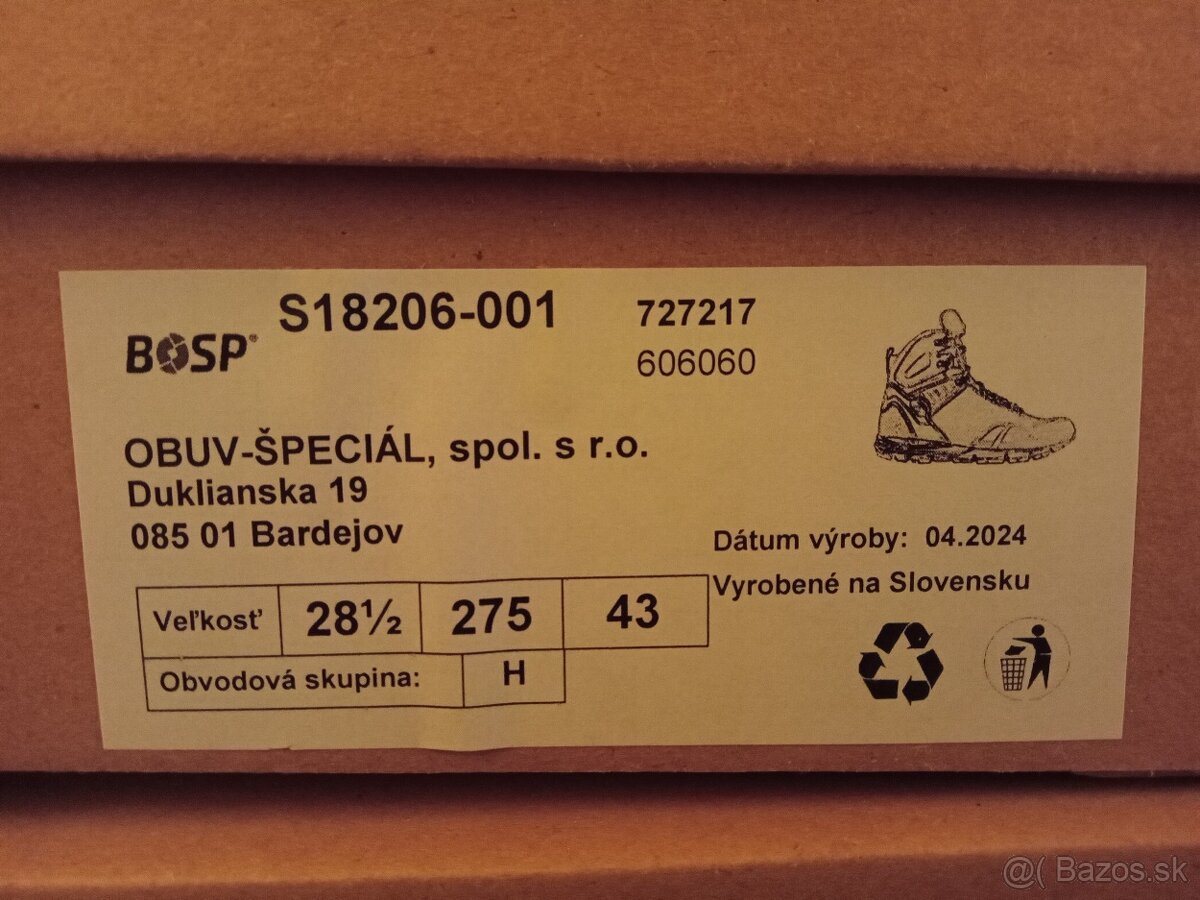 S18206-001
727217
BOSP®
606060
OBUV-ŠPECIÁL, spol. s r.o.
Duklianska 19
085 01 Bardejov
Dátum výroby: 04.2024
Vyrobené na Slovensku
Veľkosť 28½ 275 43
Obvodová skupina: H
@( Bazos.sk